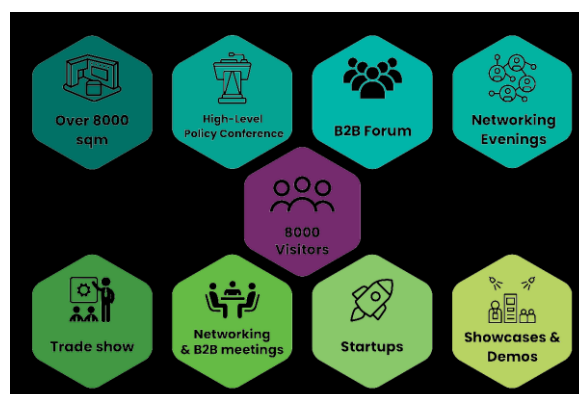 Over 8000
sqm
High-Level
Policy Conference
B2B Forum
Networking
Evenings
8000
Visitors
Trade show
Networking
& B2B meetings
Startups
Showcases &
Demos